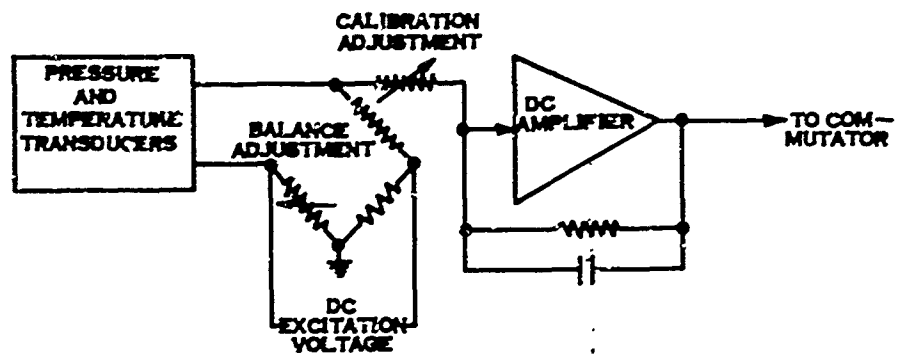 CALIBRATION
ADJUSTMENT
PRESSURE
AND
TEMPERATURE
TRANSDUCERS
BALANCE
ADJUSTMENT
DC
AMPLIFIER
TO COM-
MUTATOR
DC
EXCITATION
VOLTAGE